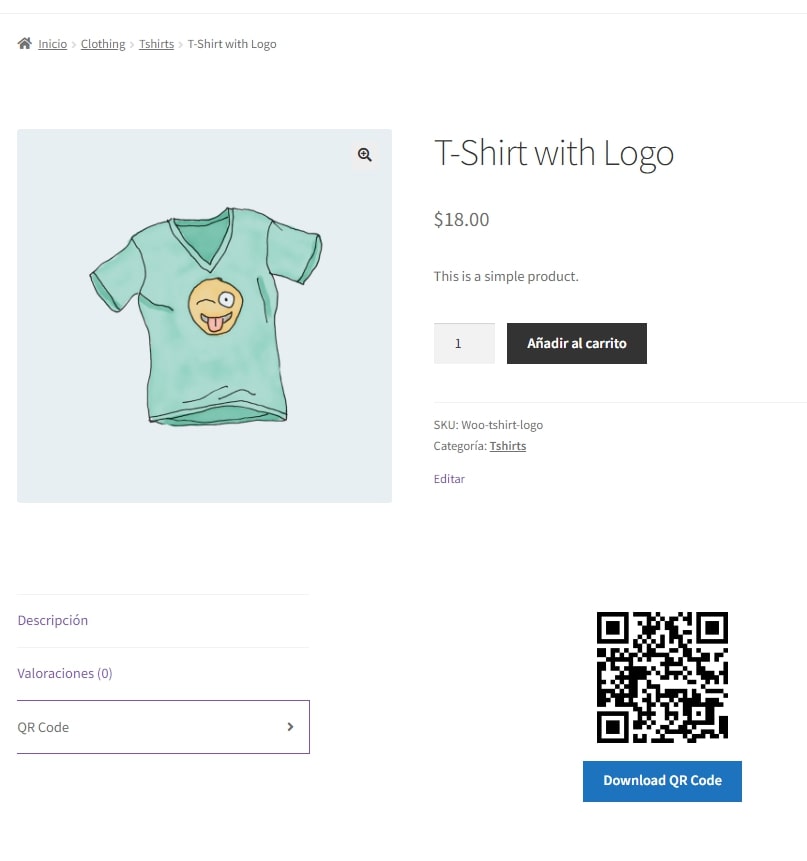 Inicio > Clothing > Tshirts > T-Shirt with Logo
T-Shirt with Logo
$18.00
This is a simple product.
1 Añadir al carrito
SKU: Woo-tshirt-logo
Categoría: Tshirts
Editar
Descripción
Valoraciones (0)
QR Code
Download QR Code